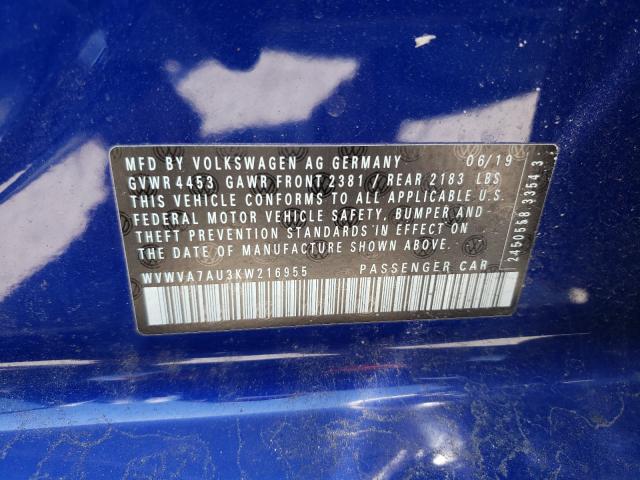 MFD BY VOLKSWAGEN AG GERMANY 06/19
GVWR 4453 GAWR FRONT 2381 / REAR 2183 LBS
THIS VEHICLE CONFORMS TO ALL APPLICABLE U.S.
FEDERAL MOTOR VEHICLE SAFETY, BUMPER AND
THEFT PREVENTION STANDARDS IN EFFECT ON
THE DATE OF MANUFACTURE SHOWN ABOVE.
WVWVA7AU3KW216955 PASSENGER CAR
2450558 3354 3